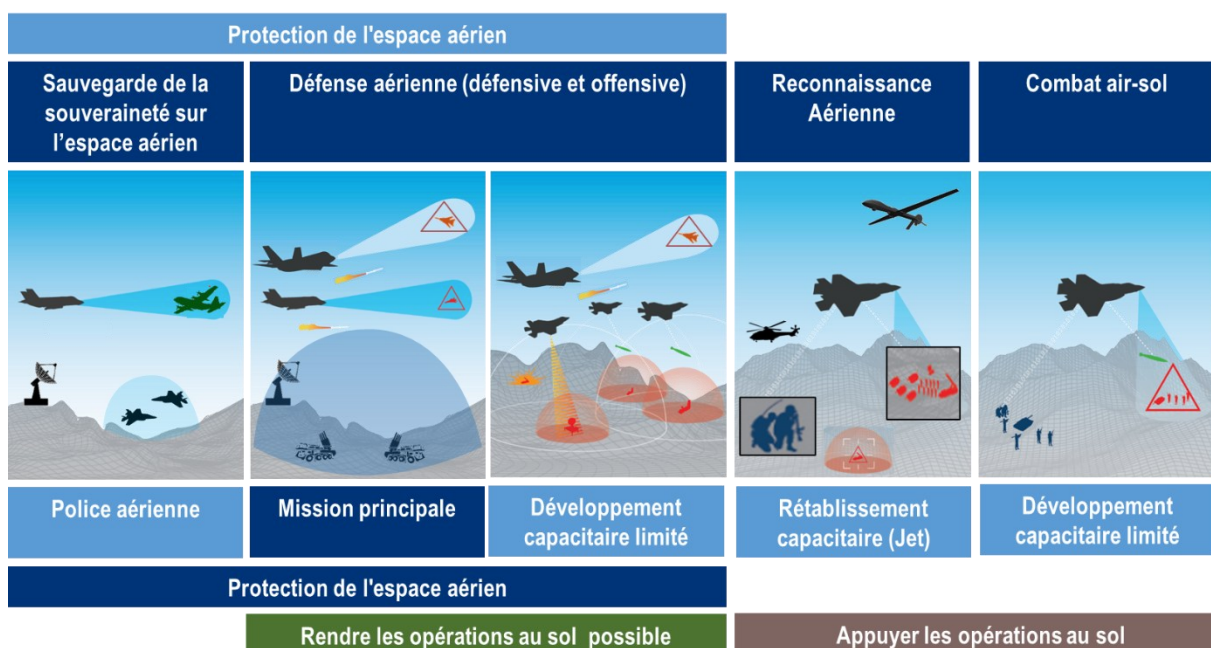 Protection de l'espace aérien
Sauvegarde de la
souveraineté sur
l’espace aérien
Défense aérienne (défensive et offensive)
Reconnaissance
Aérienne
Combat air-sol
Police aérienne
Mission principale
Développement
capacitaire limité
Rétablissement
capacitaire (Jet)
Développement
capacitaire limité
Protection de l'espace aérien
Rendre les opérations au sol possible
Appuyer les opérations au sol